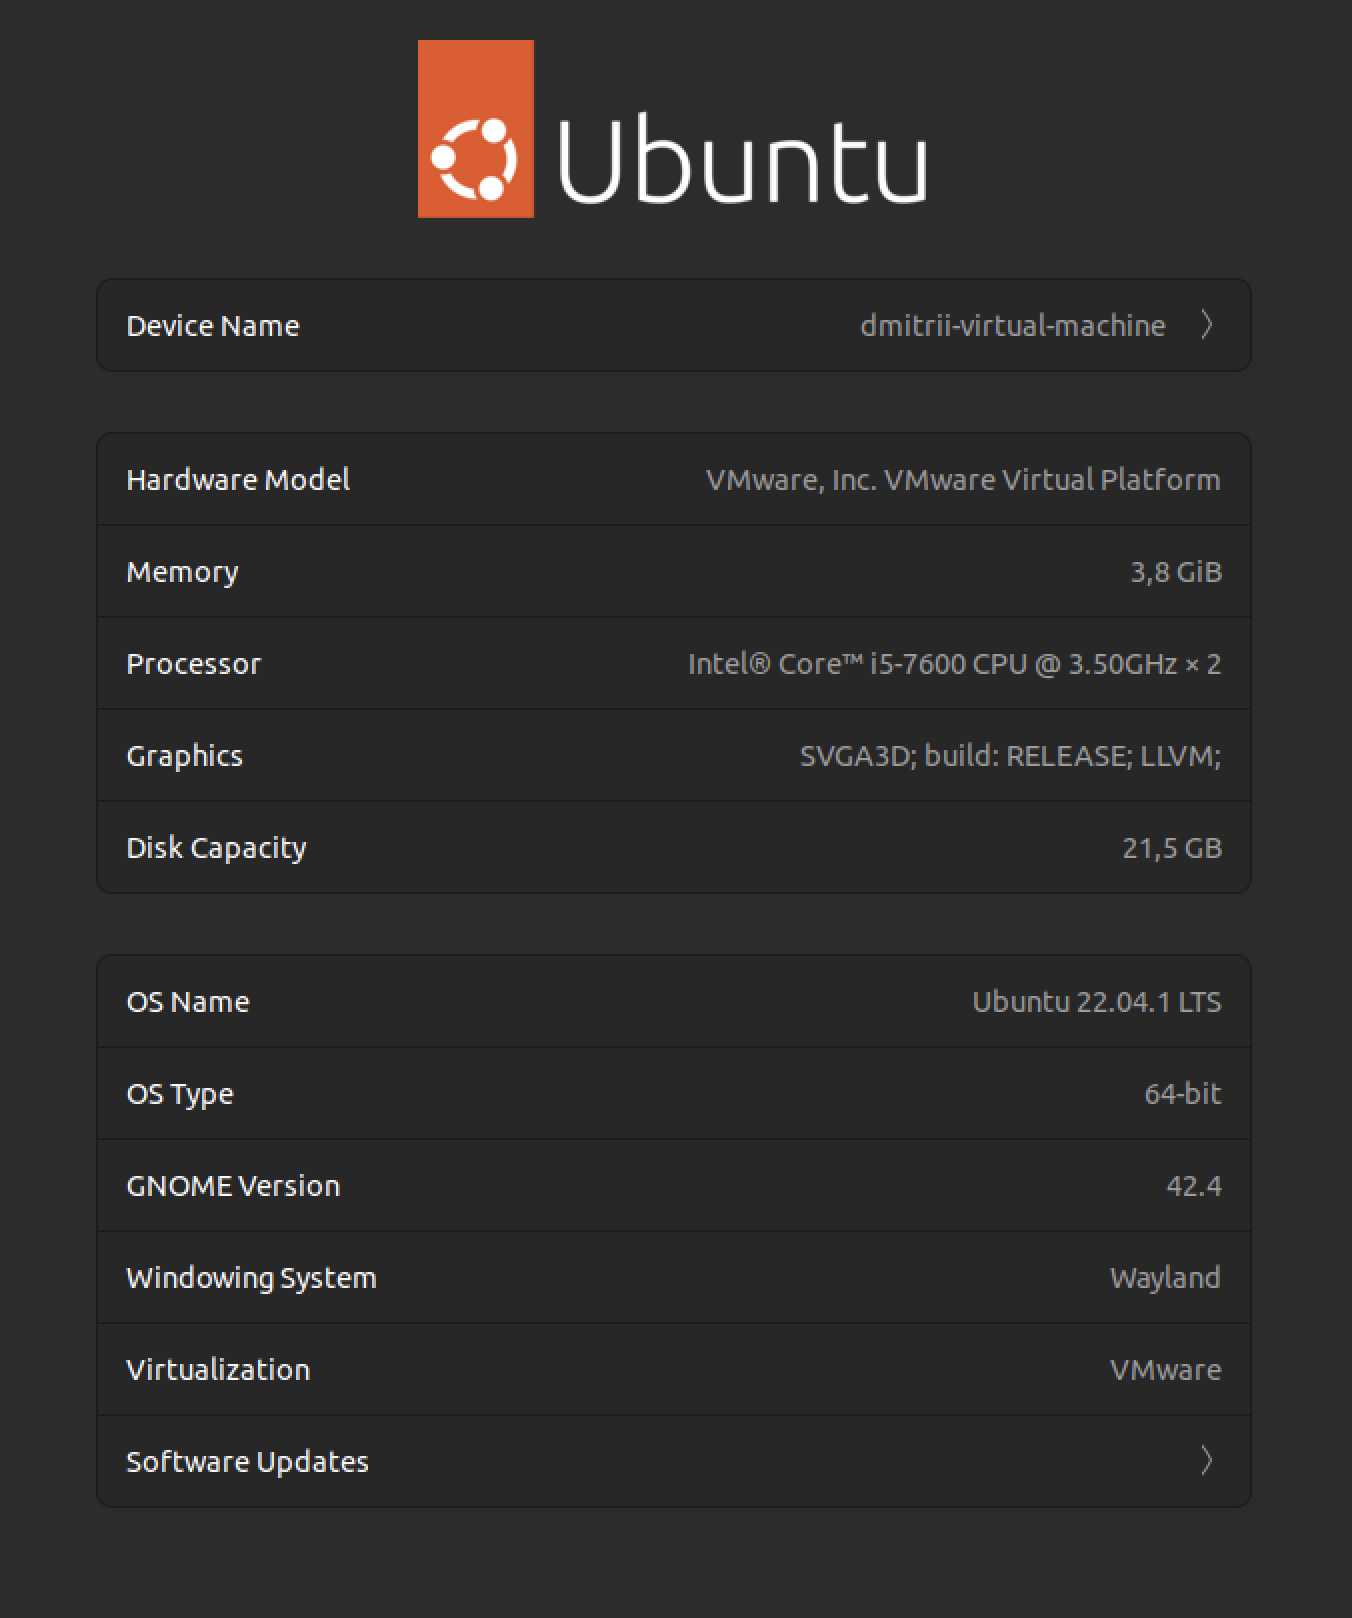 Ubuntu
Device Name dmitrii-virtual-machine
Hardware Model VMware, Inc. VMware Virtual Platform
Memory 3,8 GiB
Processor Intel® Core™ i5-7600 CPU @ 3.50GHz × 2
Graphics SVGA3D; build: RELEASE; LLVM;
Disk Capacity 21,5 GB
OS Name Ubuntu 22.04.1 LTS
OS Type 64-bit
GNOME Version 42.4
Windowing System Wayland
Virtualization VMware
Software Updates